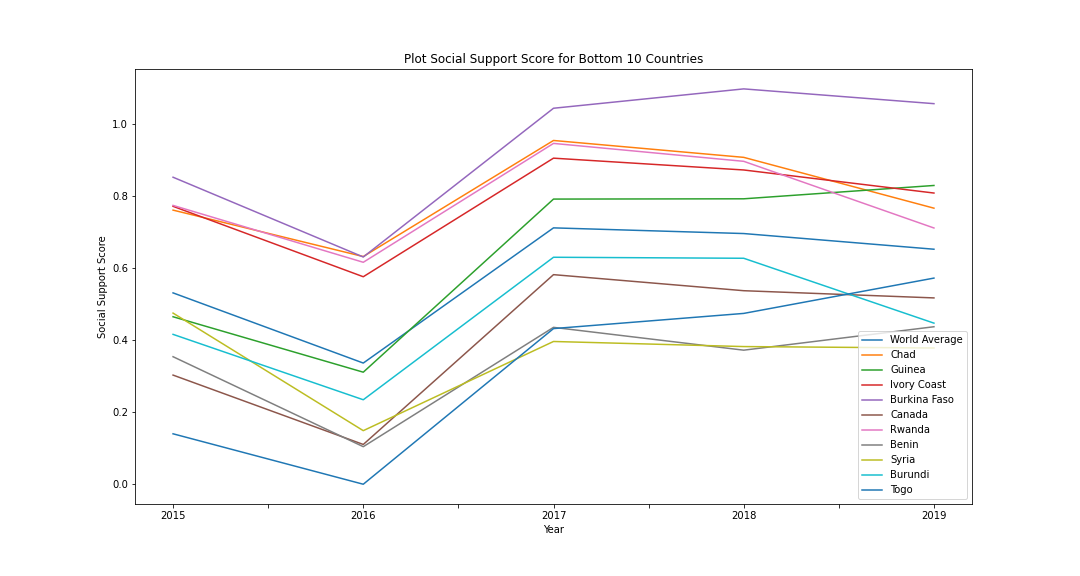 Plot Social Support Score for Bottom 10 Countries
Social Support Score
1.0
0.8
0.6
0.4
0.2
0.0
World Average
Chad
Guinea
Ivory Coast
Burkina Faso
Canada
Rwanda
Benin
Syria
Burundi
Togo
2015 2016 2017 2018 2019
Year